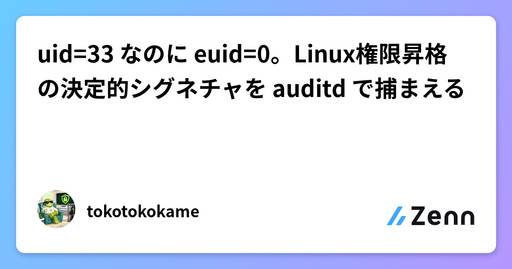 uid=33 なのに euid=0。Linux権限昇格
の決定的シグネチャを auditd で捕まえる
tokotokokame
Zenn